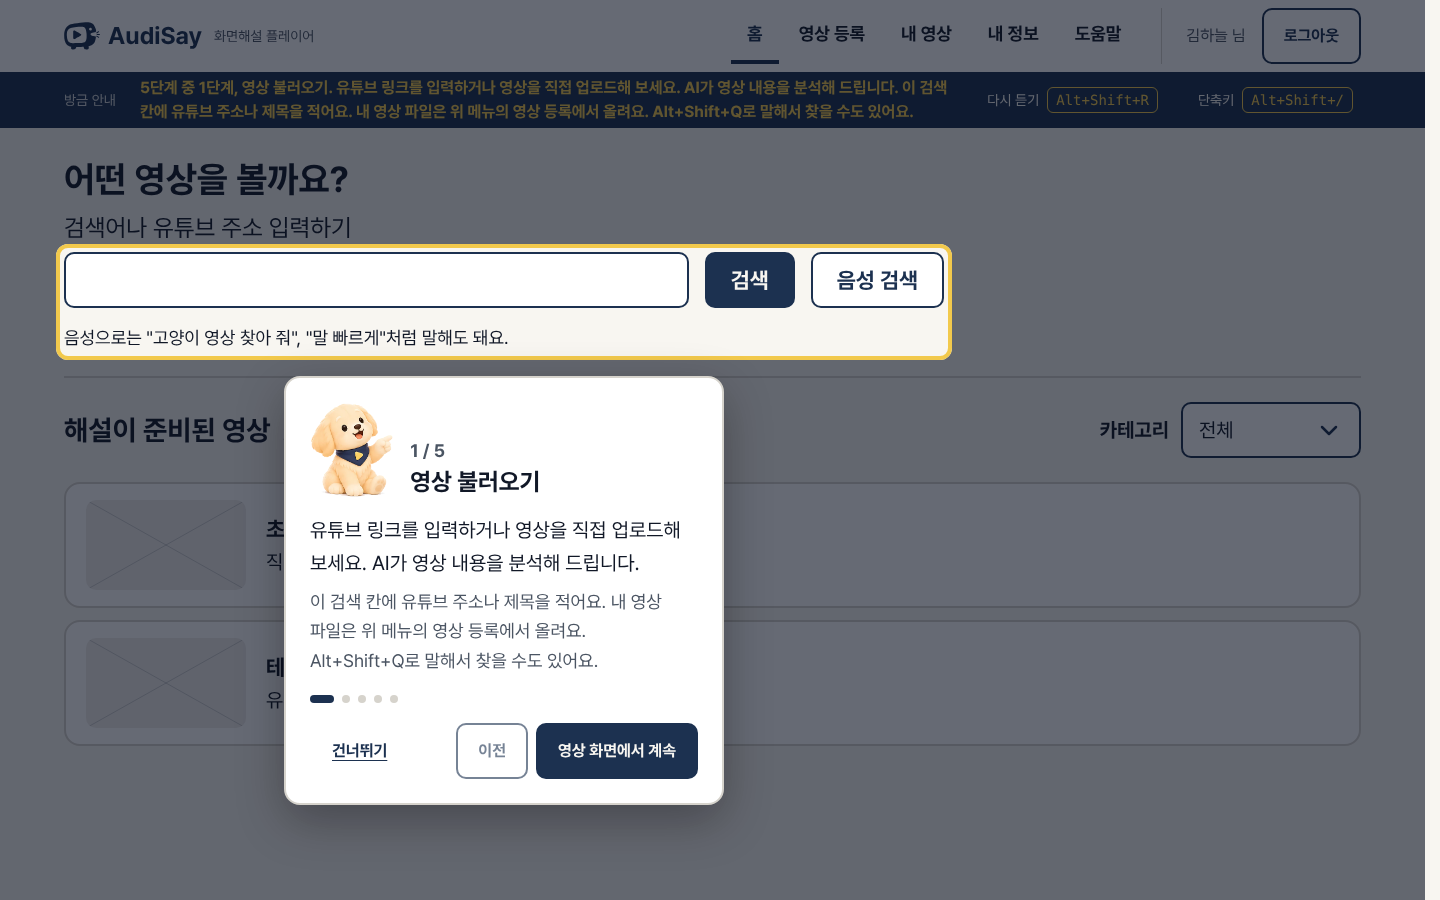 AudiSay 화면해설 플레이어
홈 영상 등록 내 영상 내 정보 도움말 김하늘 님 로그아웃
방금 안내
5단계 중 1단계, 영상 불러오기. 유튜브 링크를 입력하거나 영상을 직접 업로드해 보세요. AI가 영상 내용을 분석해 드립니다. 이 검색
칸에 유튜브 주소나 제목을 적어요. 내 영상 파일은 위 메뉴의 영상 등록에서 올려요. Alt+Shift+Q로 말해서 찾을 수도 있어요.
다시 듣기 Alt+Shift+R 단축키 Alt+Shift+/
어떤 영상을 볼까요?
검색어나 유튜브 주소 입력하기
검색 음성 검색
음성으로는 "고양이 영상 찾아 줘", "말 빠르게"처럼 말해도 돼요.
해설이 준비된 영상
카테고리 전체
초
직
테
유
1 / 5
영상 불러오기
유튜브 링크를 입력하거나 영상을 직접 업로드해
보세요. AI가 영상 내용을 분석해 드립니다.
이 검색 칸에 유튜브 주소나 제목을 적어요. 내 영상
파일은 위 메뉴의 영상 등록에서 올려요.
Alt+Shift+Q로 말해서 찾을 수도 있어요.
건너뛰기 이전 영상 화면에서 계속